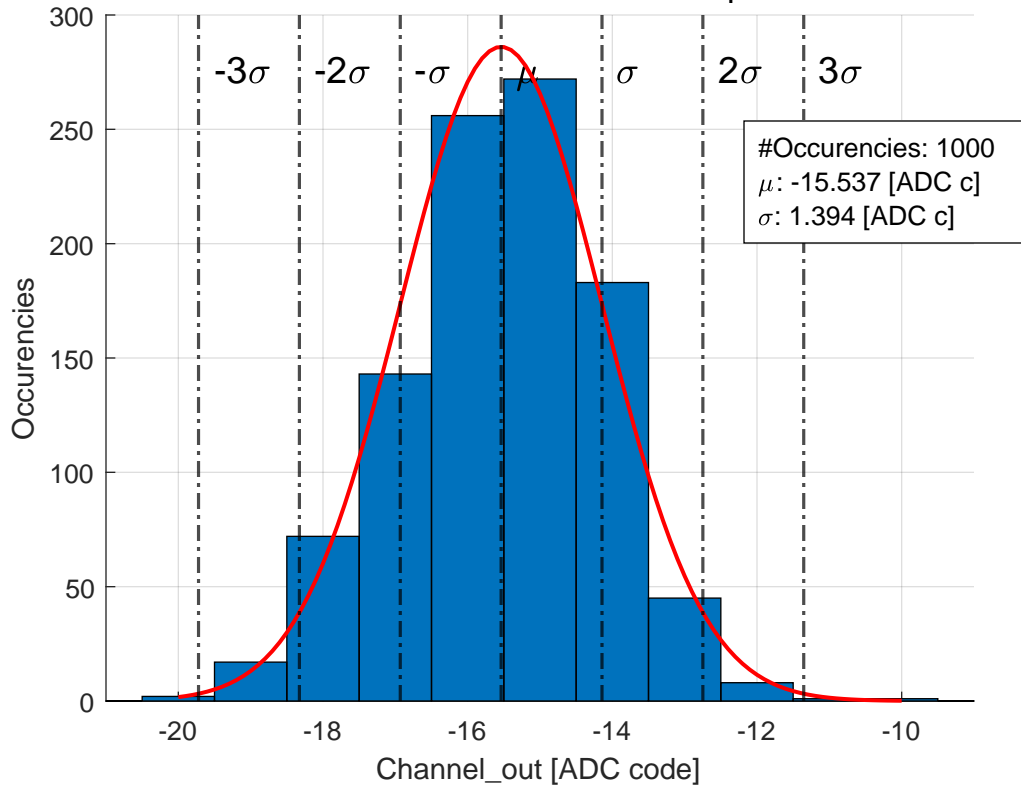 300
250
200
150
100
50
0
-3σ -2σ -σ μ σ 2σ 3σ
#Occurencies: 1000
μ: -15.537 [ADC c]
σ: 1.394 [ADC c]
Occurencies
-20 -18 -16 -14 -12 -10
Channel_out [ADC code]